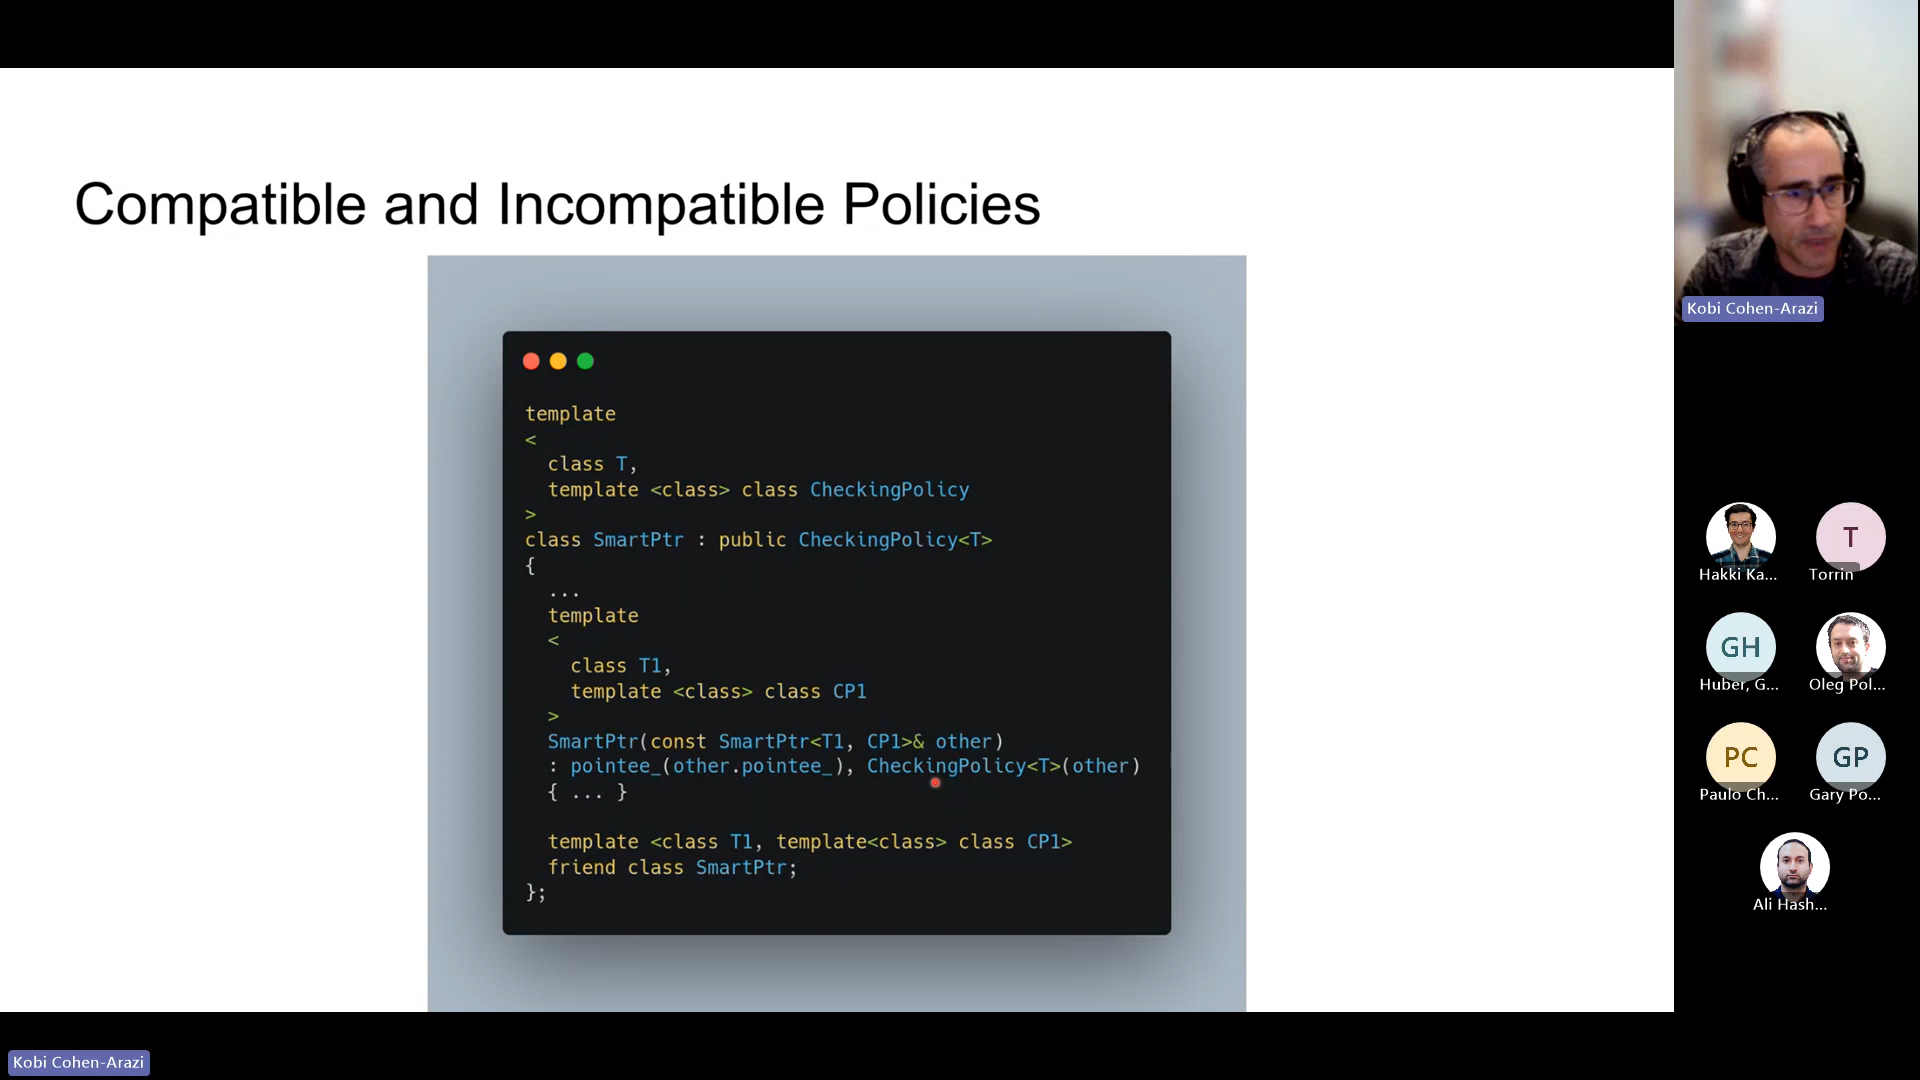 Compatible and Incompatible Policies
template
<
class T,
template <class> class CheckingPolicy
>
class SmartPtr : public CheckingPolicy<T>
{
...
template
<
class T1,
template <class> class CP1
>
SmartPtr(const SmartPtr<T1, CP1>& other)
: pointee_(other.pointee_), CheckingPolicy<T>(other)
{ ... }
template <class T1, template<class> class CP1>
friend class SmartPtr;
};
Kobi Cohen-Arazi
Hakki Ka...
T
Torrin
GH
Huber, G...
Oleg Pol...
PC
Paulo Ch...
GP
Gary Po...
Ali Hash...
Kobi Cohen-Arazi